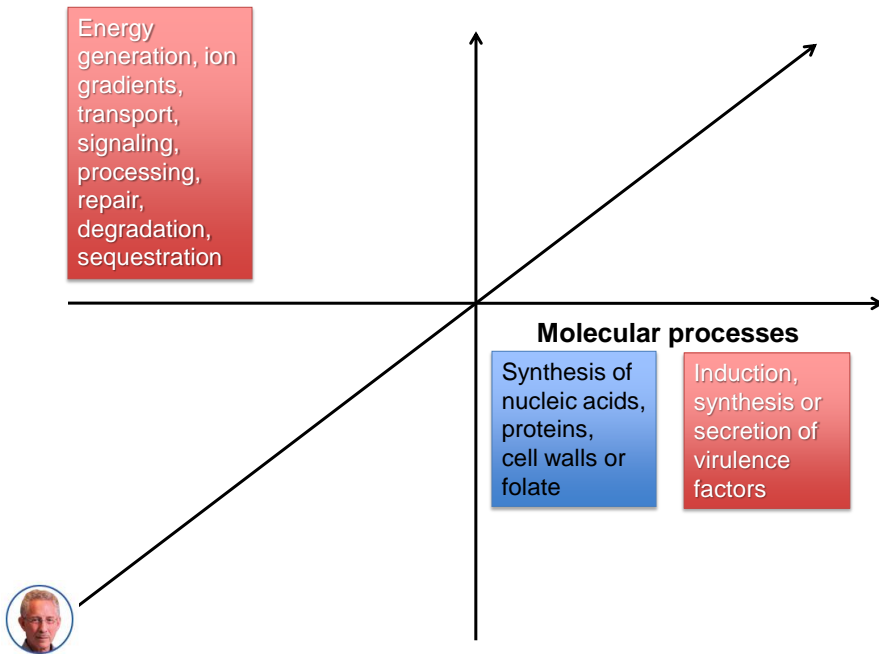 Energy
generation, ion
gradients,
transport,
signaling,
processing,
repair,
degradation,
sequestration
Molecular processes
Synthesis of
nucleic acids,
proteins,
cell walls or
folate
Induction,
synthesis or
secretion of
virulence
factors